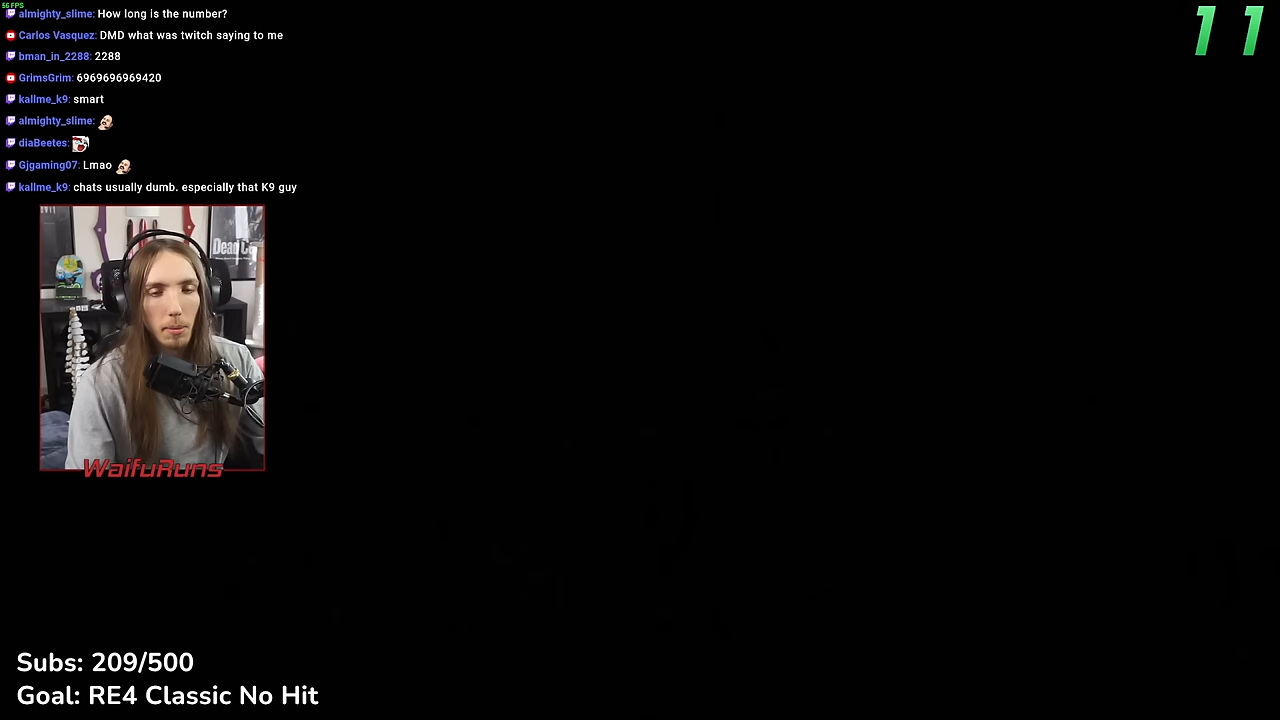 56 FPS
almighty_slime: How long is the number?
Carlos Vasquez: DMD what was twitch saying to me
bman_in_2288: 2288
GrimsGrim: 6969696969420
kallme_k9: smart
almighty_slime:
diaBeetes:
Gjgaming07: Lmao
kallme_k9: chats usually dumb. especially that K9 guy
11
WaifuRuns
Subs: 209/500
Goal: RE4 Classic No Hit